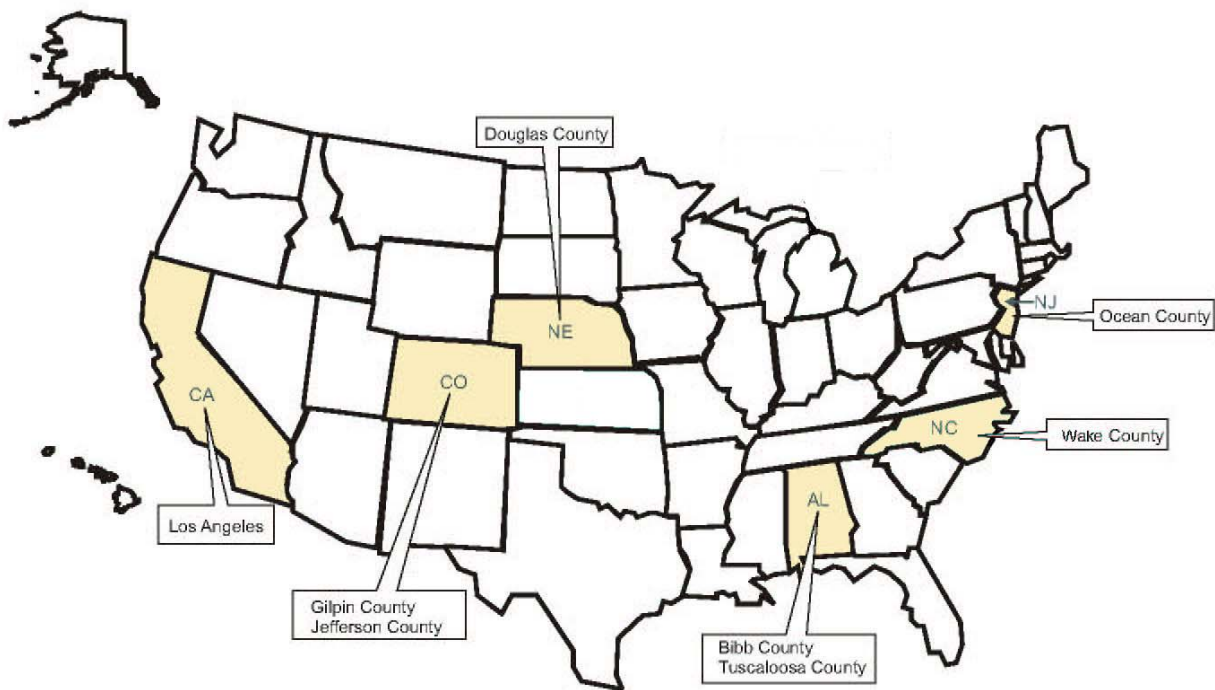 Douglas County
NE
NJ
Ocean County
CA
CO
NC
Wake County
AL
Los Angeles
Gilpin County
Jefferson County
Bibb County
Tuscaloosa County